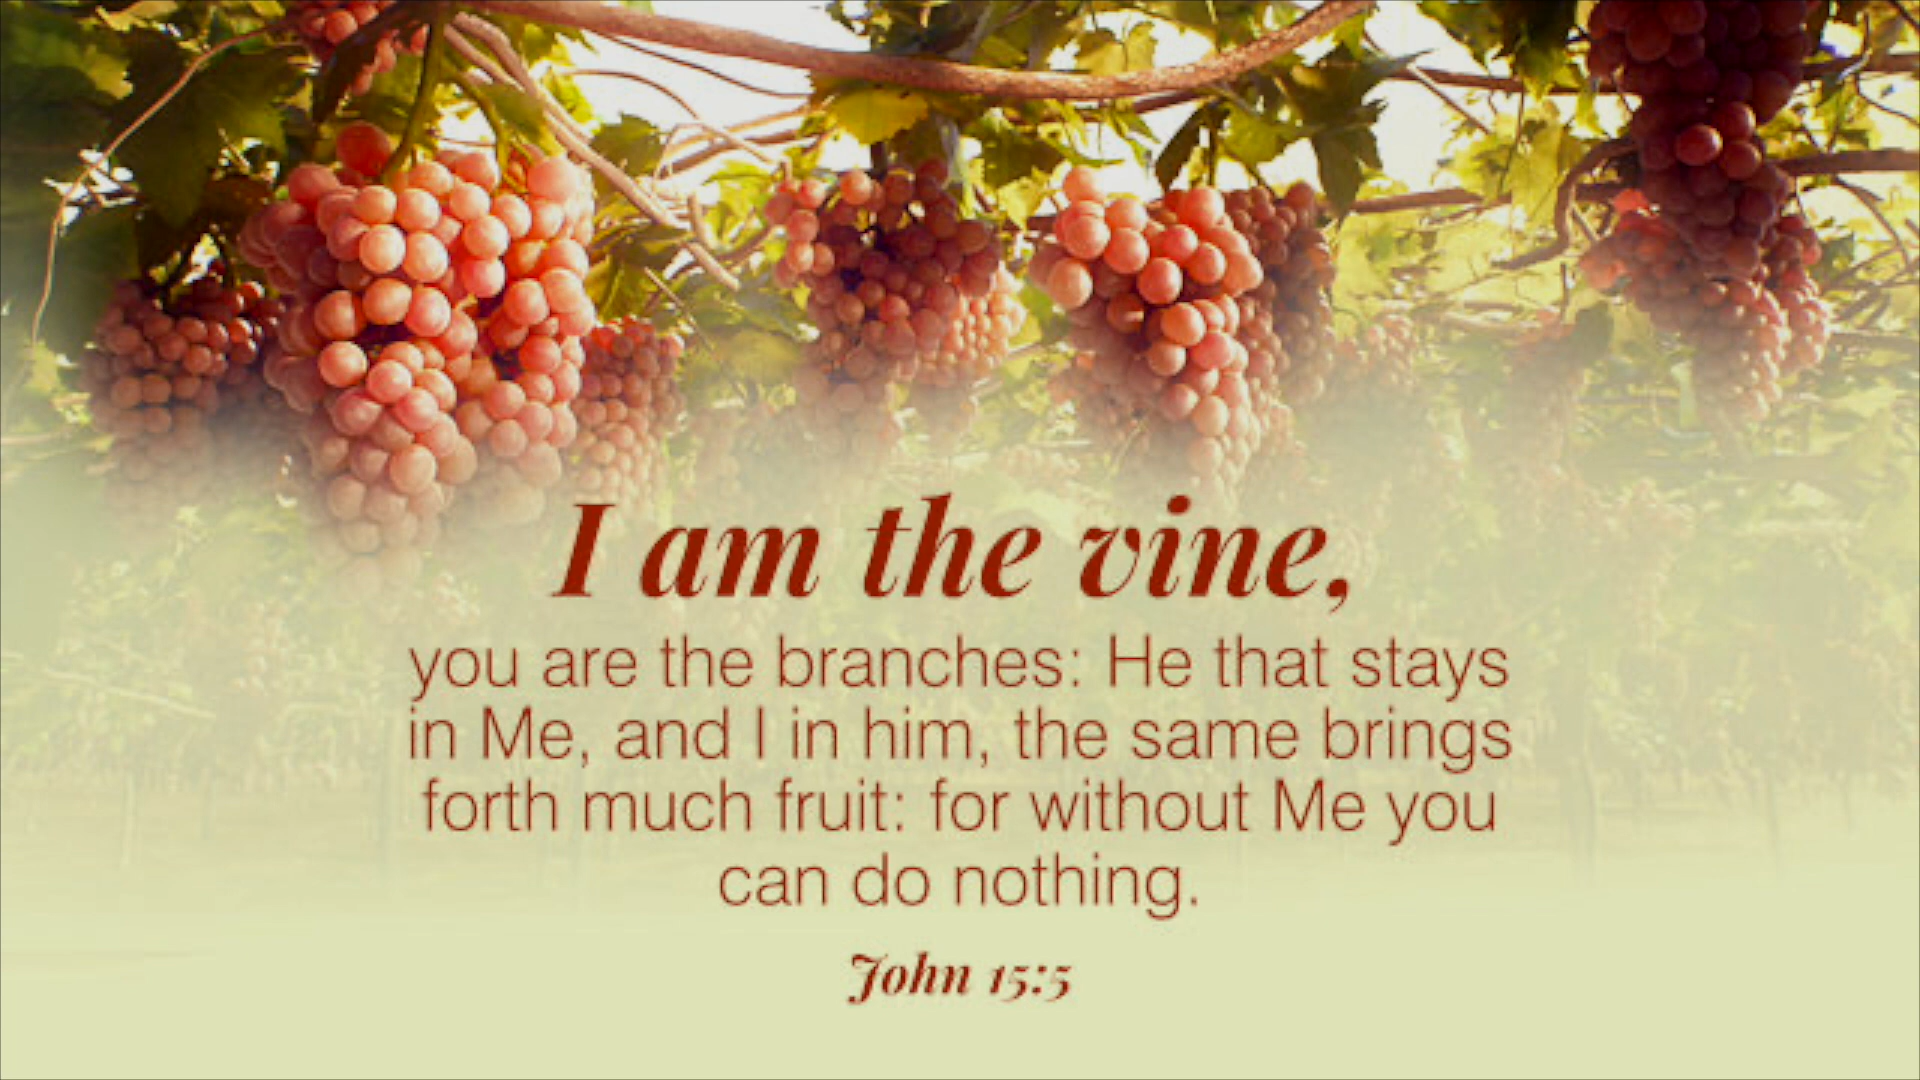 I am the vine,
you are the branches: He that stays
in Me, and I in him, the same brings
forth much fruit: for without Me you
can do nothing.
John 15:5